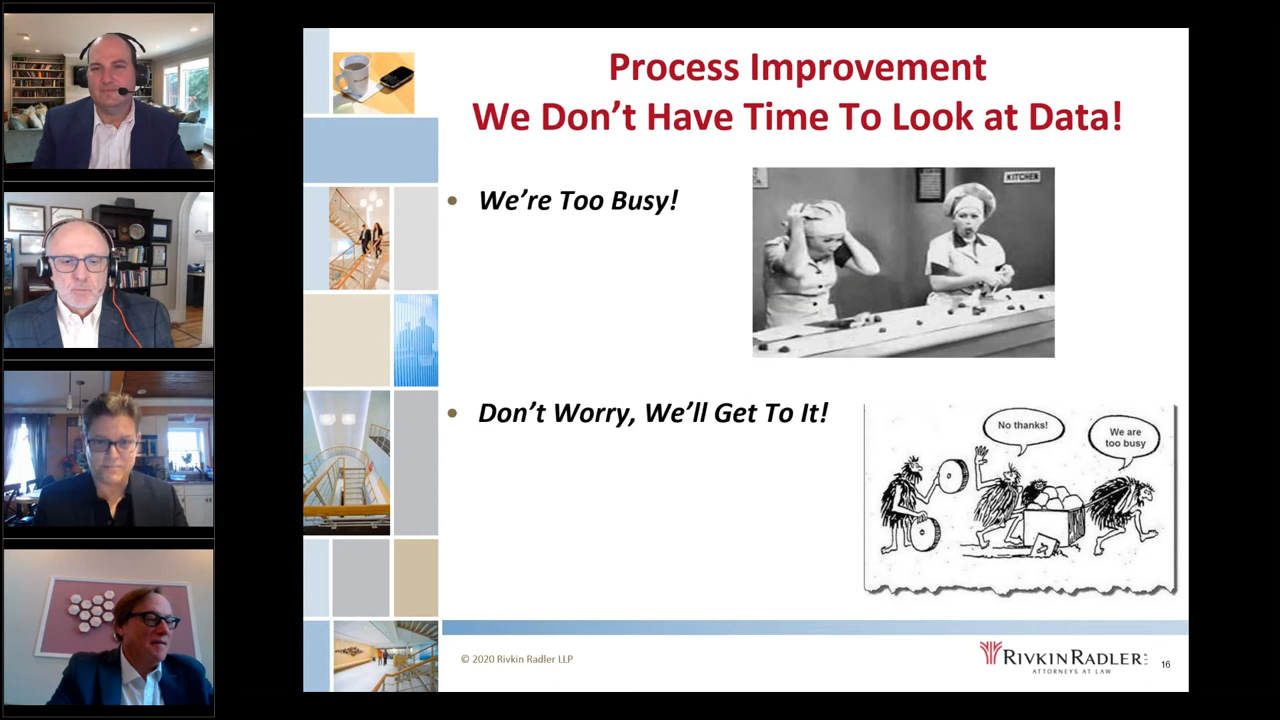 Process Improvement
We Don't Have Time To Look at Data!
• We're Too Busy!
KITCHEN
• Don't Worry, We'll Get To It!
No thanks!
We are
too busy
© 2020 Rivkin Radler LLP
RIVKIN RADLER LLP
ATTORNEYS AT LAW
16